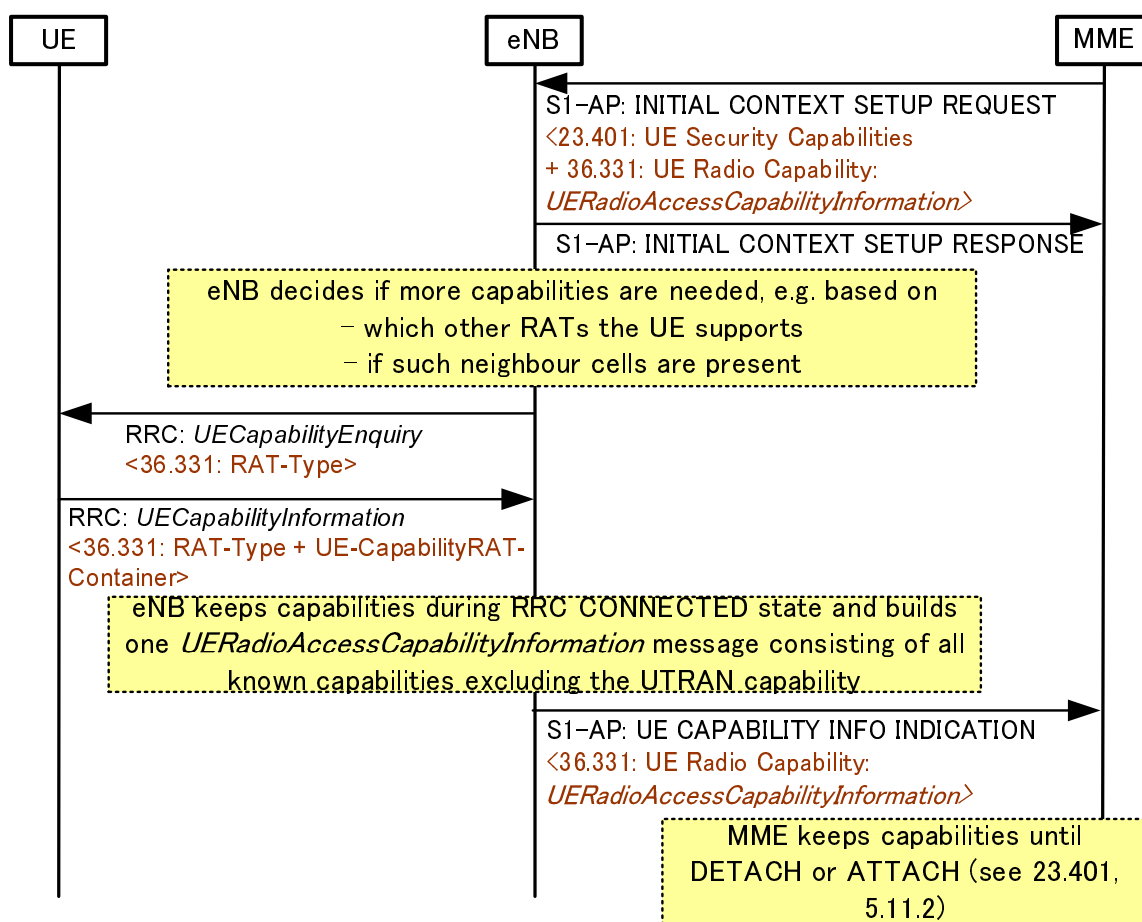 UE
eNB
MME
S1-AP: INITIAL CONTEXT SETUP REQUEST
<23.401: UE Security Capabilities
+ 36.331: UE Radio Capability:
UERadioAccessCapabilityInformation>
S1-AP: INITIAL CONTEXT SETUP RESPONSE
eNB decides if more capabilities are needed, e.g. based on
- which other RATs the UE supports
- if such neighbour cells are present
RRC: UECapabilityEnquiry
<36.331: RAT-Type>
RRC: UECapabilityInformation
<36.331: RAT-Type + UE-CapabilityRAT-
Container>
eNB keeps capabilities during RRC CONNECTED state and builds
one UERadioAccessCapabilityInformation message consisting of all
known capabilities excluding the UTRAN capability
S1-AP: UE CAPABILITY INFO INDICATION
<36.331: UE Radio Capability:
UERadioAccessCapabilityInformation>
MME keeps capabilities until
DETACH or ATTACH (see 23.401,
5.11.2)